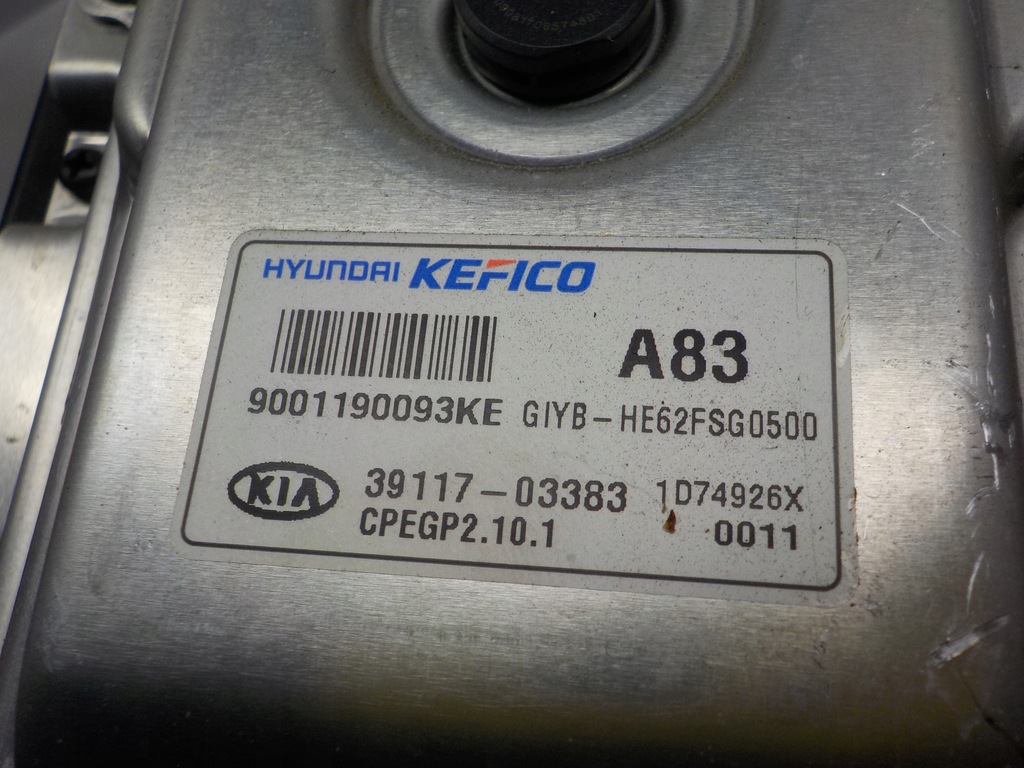 HYUNDAI KEFICO
A83
9001190093KE GIYB-HE62FSG0500
KIA 39117-03383 1D74926X
CPEGP2.10.1 0011